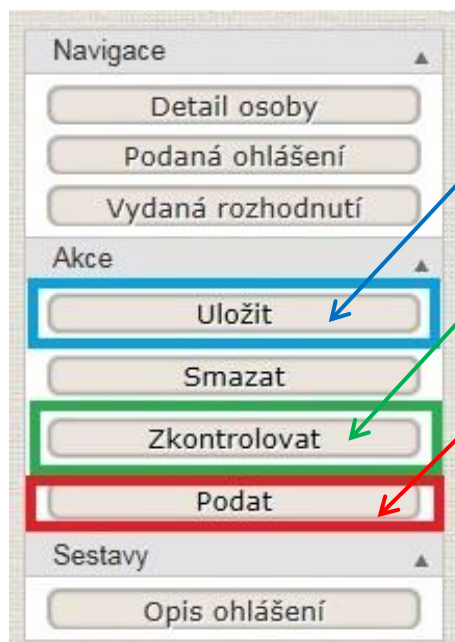 Navigace
Detail osoby
Podaná ohlášení
Vydaná rozhodnutí
Akce
Uložit
Smazat
Zkontrolovat
Podat
Sestavy
Opis ohlášení